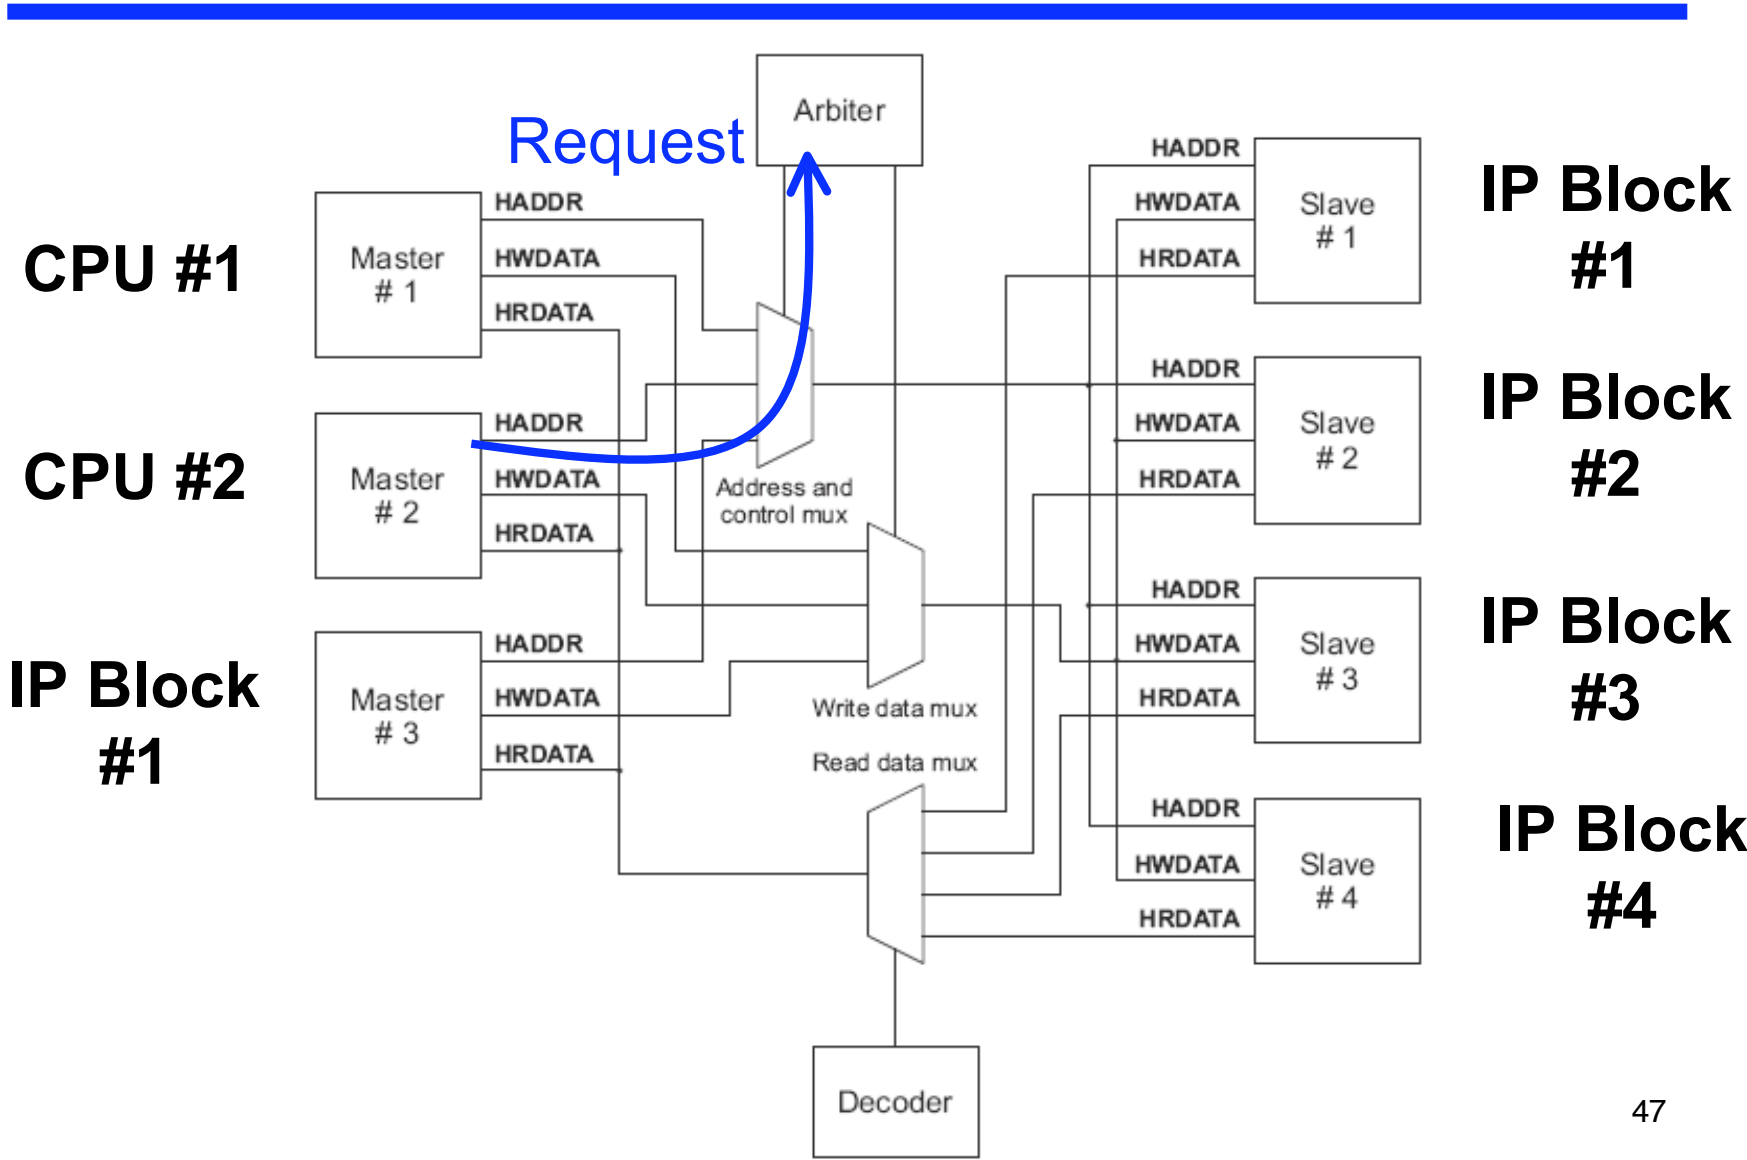 Arbiter
Request
CPU #1
Master
# 1
HADDR
HWDATA
HRDATA
CPU #2
Master
# 2
HADDR
HWDATA
HRDATA
IP Block
#1
Master
# 3
HADDR
HWDATA
HRDATA
Address and
control mux
Write data mux
Read data mux
HADDR
HWDATA
HRDATA
Slave
# 1
IP Block
#1
HADDR
HWDATA
HRDATA
Slave
# 2
IP Block
#2
HADDR
HWDATA
HRDATA
Slave
# 3
IP Block
#3
HADDR
HWDATA
HRDATA
Slave
# 4
IP Block
#4
Decoder
47